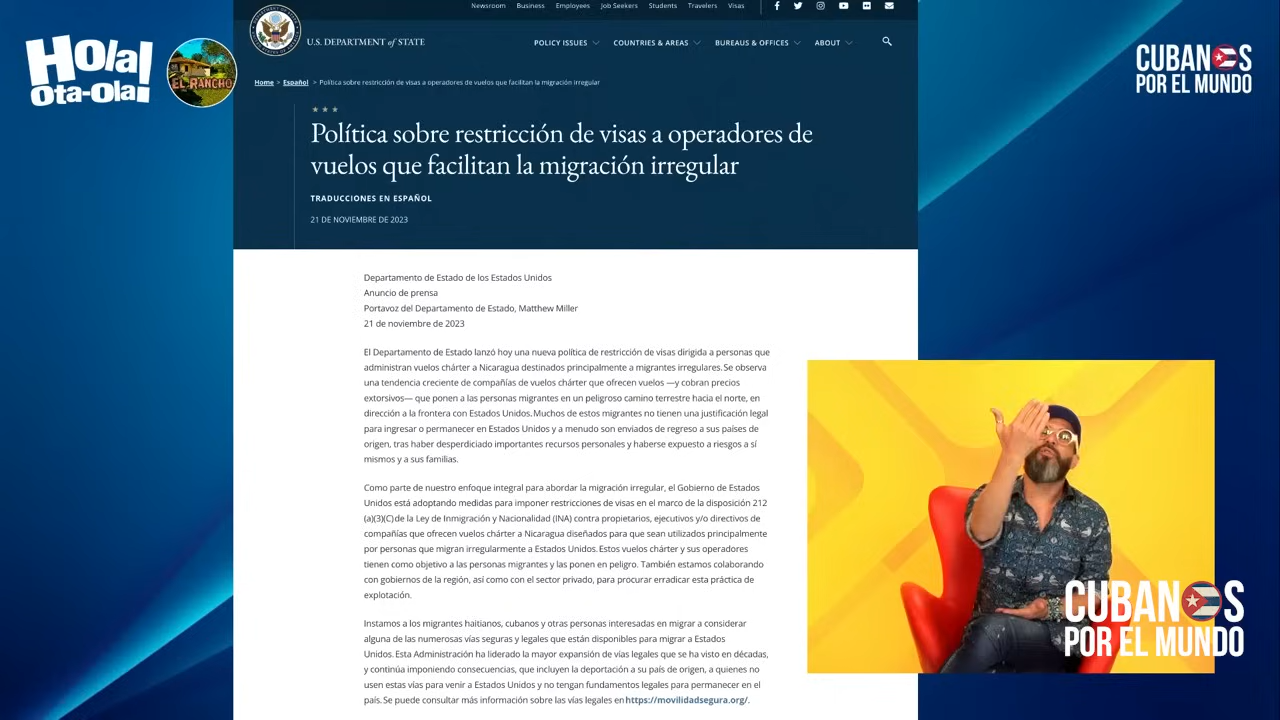 Newsroom Business Employees Job Seekers Students Travelers Visas
Hola!
Ota-Ola!
EL RANCHO
U.S. DEPARTMENT of STATE
POLICY ISSUES COUNTRIES & AREAS BUREAUS & OFFICES ABOUT
CUBANOS
POR EL MUNDO
Home > Español > Política sobre restricción de visas a operadores de vuelos que facilitan la migración irregular
Política sobre restricción de visas a operadores de
vuelos que facilitan la migración irregular
TRADUCCIONES EN ESPAÑOL
21 DE NOVIEMBRE DE 2023
Departamento de Estado de los Estados Unidos
Anuncio de prensa
Portavoz del Departamento de Estado, Matthew Miller
21 de noviembre de 2023
El Departamento de Estado lanzó hoy una nueva política de restricción de visas dirigida a personas que
administran vuelos chárter a Nicaragua destinados principalmente a migrantes irregulares. Se observa
una tendencia creciente de compañías de vuelos chárter que ofrecen vuelos —y cobran precios
extorsivos— que ponen a las personas migrantes en un peligroso camino terrestre hacia el norte, en
dirección a la frontera con Estados Unidos. Muchos de estos migrantes no tienen una justificación legal
para ingresar o permanecer en Estados Unidos y a menudo son enviados de regreso a sus países de
origen, tras haber desperdiciado importantes recursos personales y haberse expuesto a riesgos a sí
mismos y a sus familias.
Como parte de nuestro enfoque integral para abordar la migración irregular, el Gobierno de Estados
Unidos está adoptando medidas para imponer restricciones de visas en el marco de la disposición 212
(a)(3)(C) de la Ley de Inmigración y Nacionalidad (INA) contra propietarios, ejecutivos y/o directivos de
compañías que ofrecen vuelos chárter a Nicaragua diseñados para que sean utilizados principalmente
por personas que migran irregularmente a Estados Unidos. Estos vuelos chárter y sus operadores
tienen como objetivo a las personas migrantes y las ponen en peligro. También estamos colaborando
con gobiernos de la región, así como con el sector privado, para procurar erradicar esta práctica de
explotación.
Instamos a los migrantes haitianos, cubanos y otras personas interesadas en migrar a considerar
alguna de las numerosas vías seguras y legales que están disponibles para migrar a Estados
Unidos. Esta Administración ha liderado la mayor expansión de vías legales que se ha visto en décadas,
y continúa imponiendo consecuencias, que incluyen la deportación a su país de origen, a quienes no
usen estas vías para venir a Estados Unidos y no tengan fundamentos legales para permanecer en el
país. Se puede consultar más información sobre las vías legales en https://movilidadsegura.org/.
CUBANOS
POR EL MUNDO